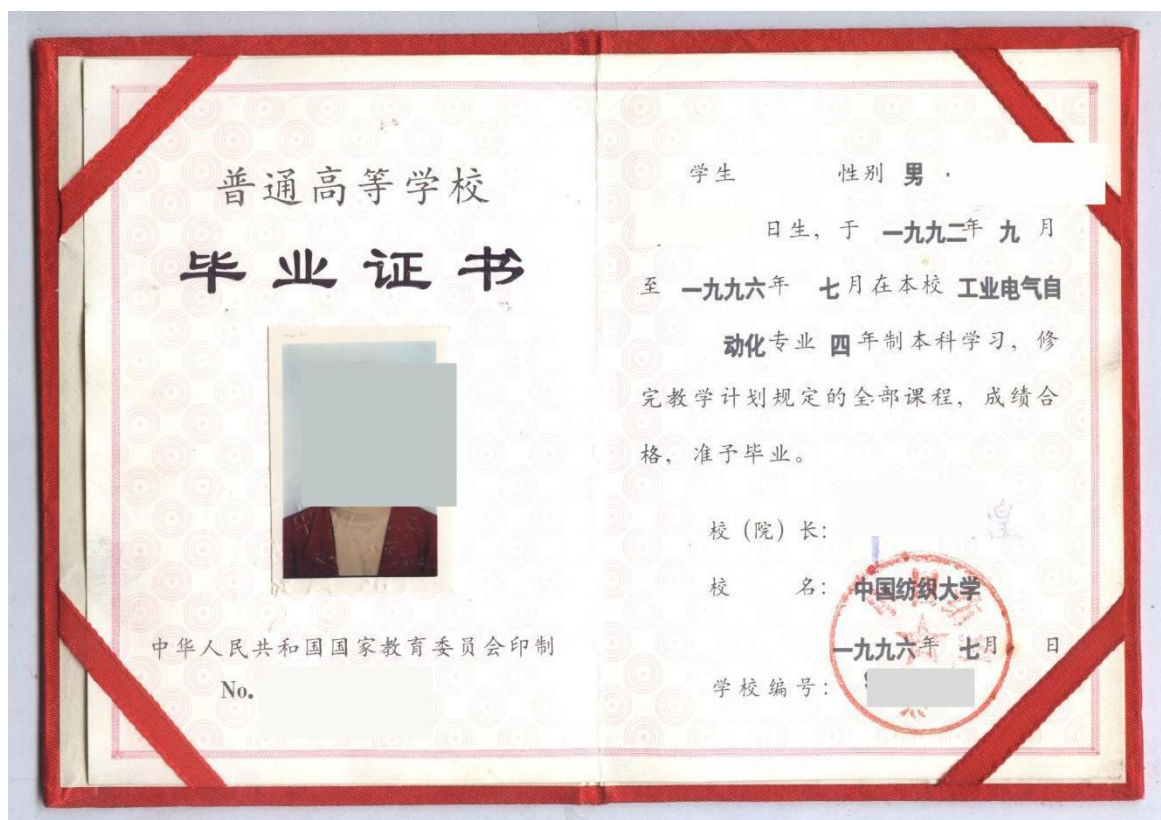 普通高等学校
毕业证书
中华人民共和国国家教育委员会印制
No.
学生 性别 男
日生，于 一九九二年 九 月
至 一九九六年 七月在本校 工业电气自
动化专业 四 年制本科学习，修
完教学计划规定的全部课程，成绩合
格，准予毕业。
校（院）长：
校 名：中国纺织大学
一九九六年 七月 日
学校编号：